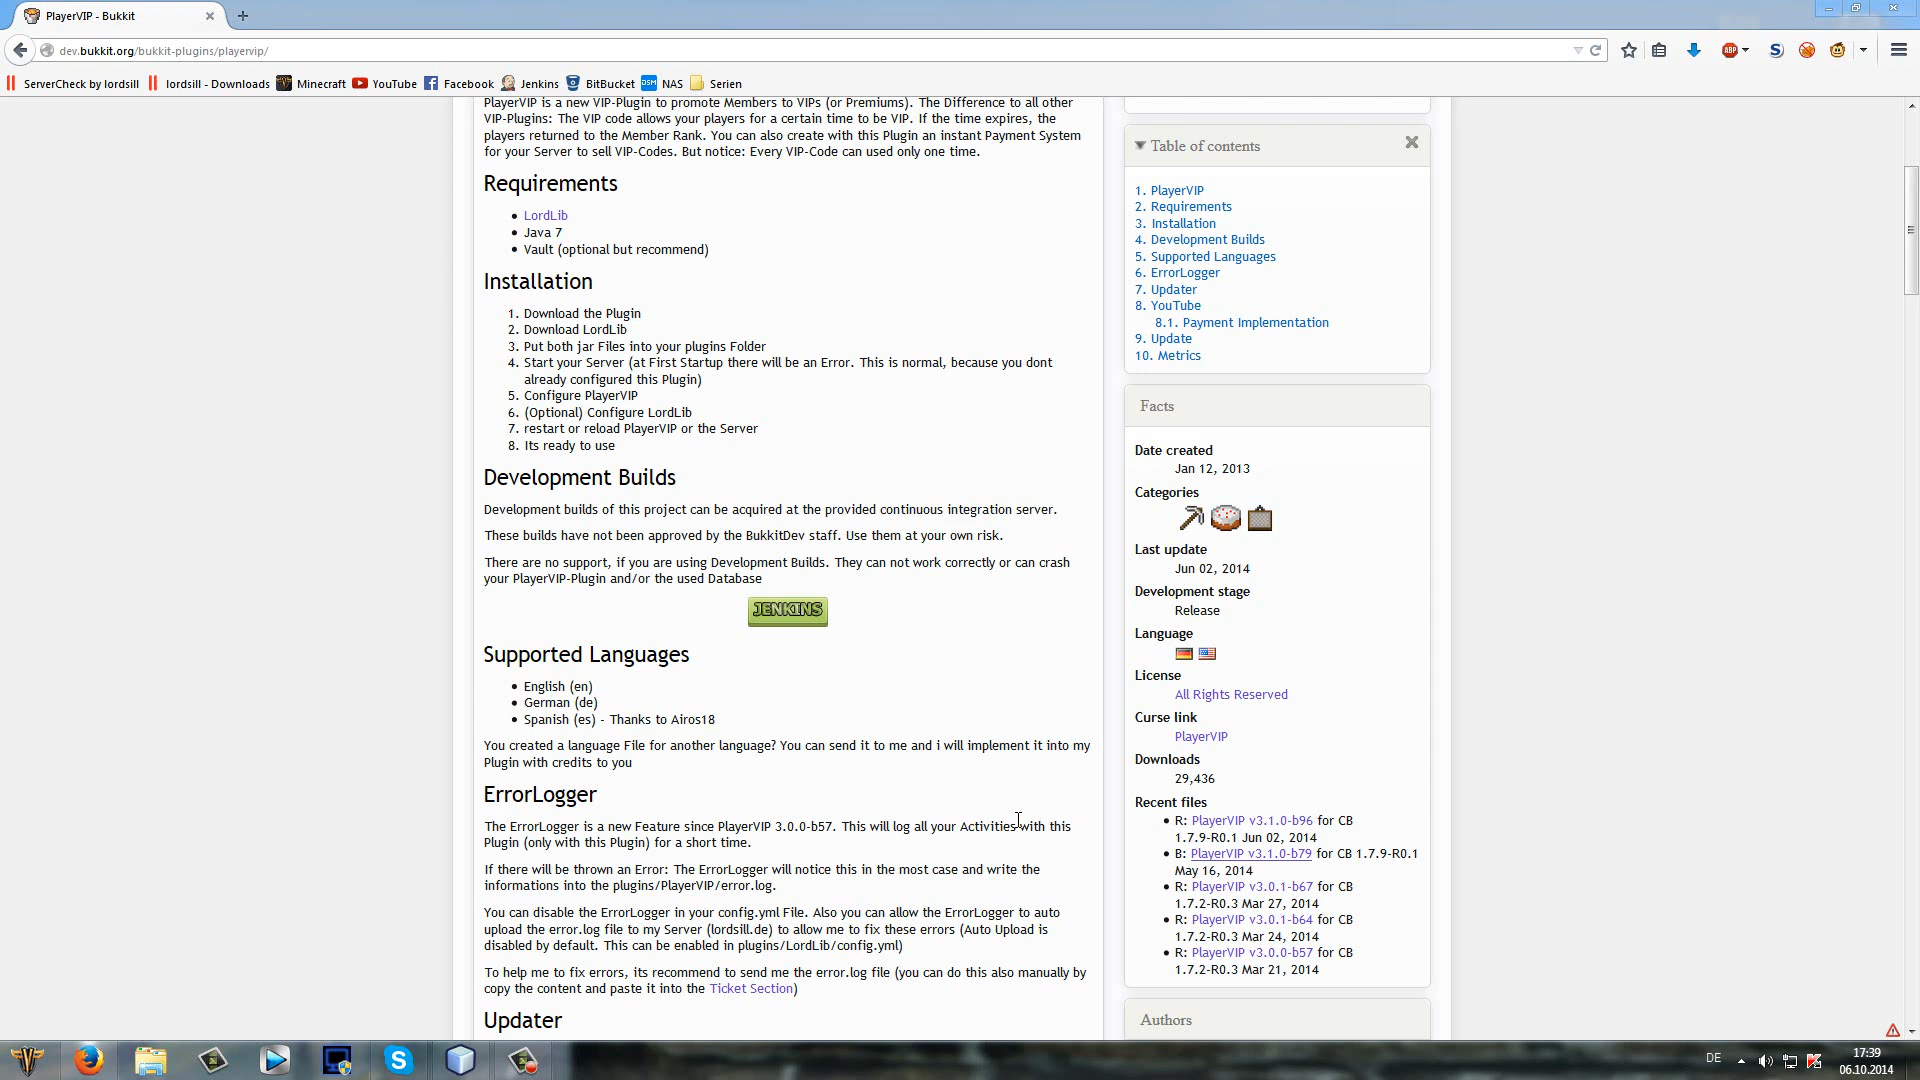 PlayerVIP - Bukkit
dev.bukkit.org/bukkit-plugins/playervip/
ABP
S
ServerCheck by lordsill
lordsill - Downloads
Minecraft
YouTube
Facebook
Jenkins
BitBucket
DSM
NAS
Serien
PlayerVIP is a new VIP-Plugin to promote Members to VIPs (or Premiums). The Difference to all other
VIP-Plugins: The VIP code allows your players for a certain time to be VIP. If the time expires, the
players returned to the Member Rank. You can also create with this Plugin an instant Payment System
for your Server to sell VIP-Codes. But notice: Every VIP-Code can used only one time.
Requirements
• LordLib
• Java 7
• Vault (optional but recommend)
Installation
1. Download the Plugin
2. Download LordLib
3. Put both jar Files into your plugins Folder
4. Start your Server (at First Startup there will be an Error. This is normal, because you dont
already configured this Plugin)
5. Configure PlayerVIP
6. (Optional) Configure LordLib
7. restart or reload PlayerVIP or the Server
8. Its ready to use
Development Builds
Development builds of this project can be acquired at the provided continuous integration server.
These builds have not been approved by the BukkitDev staff. Use them at your own risk.
There are no support, if you are using Development Builds. They can not work correctly or can crash
your PlayerVIP-Plugin and/or the used Database
JENKINS
Supported Languages
• English (en)
• German (de)
• Spanish (es) - Thanks to Airos18
You created a language File for another language? You can send it to me and i will implement it into my
Plugin with credits to you
ErrorLogger
The ErrorLogger is a new Feature since PlayerVIP 3.0.0-b57. This will log all your Activities with this
Plugin (only with this Plugin) for a short time.
If there will be thrown an Error: The ErrorLogger will notice this in the most case and write the
informations into the plugins/PlayerVIP/error.log.
You can disable the ErrorLogger in your config.yml File. Also you can allow the ErrorLogger to auto
upload the error.log file to my Server (lordsill.de) to allow me to fix these errors (Auto Upload is
disabled by default. This can be enabled in plugins/LordLib/config.yml)
To help me to fix errors, its recommend to send me the error.log file (you can do this also manually by
copy the content and paste it into the Ticket Section)
Updater
Table of contents
1. PlayerVIP
2. Requirements
3. Installation
4. Development Builds
5. Supported Languages
6. ErrorLogger
7. Updater
8. YouTube
8.1. Payment Implementation
9. Update
10. Metrics
Facts
Date created
Jan 12, 2013
Categories
Last update
Jun 02, 2014
Development stage
Release
Language
License
All Rights Reserved
Curse link
PlayerVIP
Downloads
29,436
Recent files
• R: PlayerVIP v3.1.0-b96 for CB
1.7.9-R0.1 Jun 02, 2014
• B: PlayerVIP v3.1.0-b79 for CB 1.7.9-R0.1
May 16, 2014
• R: PlayerVIP v3.0.1-b67 for CB
1.7.2-R0.3 Mar 27, 2014
• R: PlayerVIP v3.0.1-b64 for CB
1.7.2-R0.3 Mar 24, 2014
• R: PlayerVIP v3.0.0-b57 for CB
1.7.2-R0.3 Mar 21, 2014
Authors
DE
17:39
06.10.2014